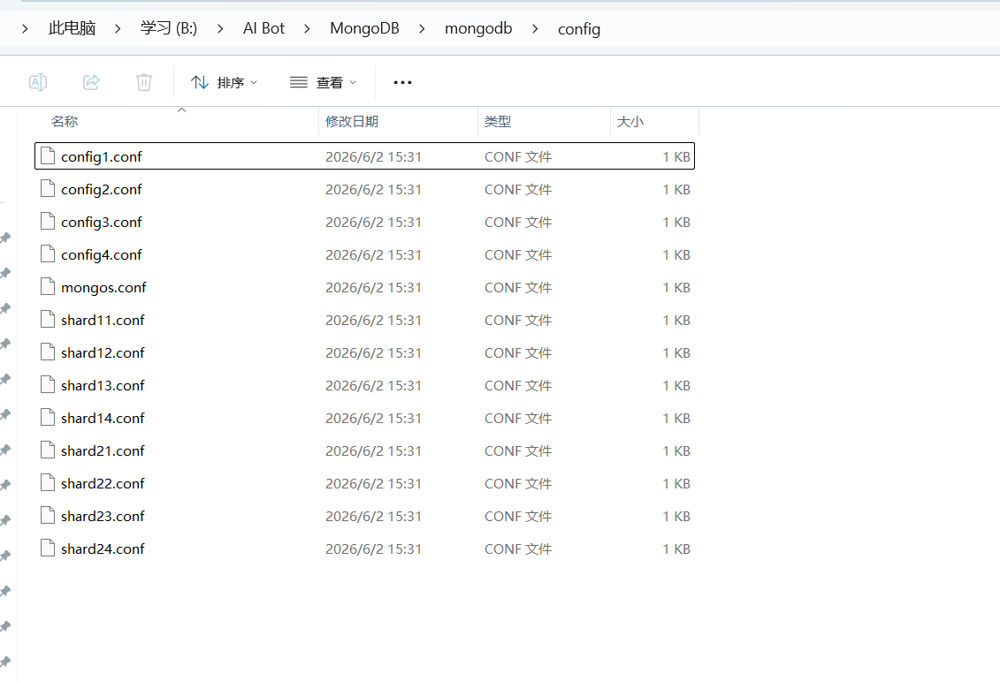 此电脑 学习 (B:) AI Bot MongoDB mongodb config
排序 查看
名称 修改日期 类型 大小
config1.conf 2026/6/2 15:31 CONF 文件 1 KB
config2.conf 2026/6/2 15:31 CONF 文件 1 KB
config3.conf 2026/6/2 15:31 CONF 文件 1 KB
config4.conf 2026/6/2 15:31 CONF 文件 1 KB
mongos.conf 2026/6/2 15:31 CONF 文件 1 KB
shard11.conf 2026/6/2 15:31 CONF 文件 1 KB
shard12.conf 2026/6/2 15:31 CONF 文件 1 KB
shard13.conf 2026/6/2 15:31 CONF 文件 1 KB
shard14.conf 2026/6/2 15:31 CONF 文件 1 KB
shard21.conf 2026/6/2 15:31 CONF 文件 1 KB
shard22.conf 2026/6/2 15:31 CONF 文件 1 KB
shard23.conf 2026/6/2 15:31 CONF 文件 1 KB
shard24.conf 2026/6/2 15:31 CONF 文件 1 KB